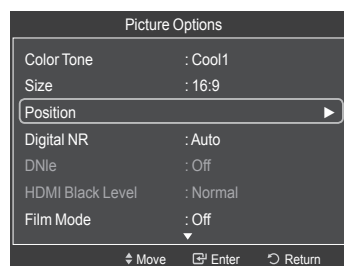 Picture Options
Color Tone : Cool1
Size : 16:9
Position
Digital NR : Auto
DNIe : Off
HDMI Black Level : Normal
Film Mode : Off
Move Enter Return